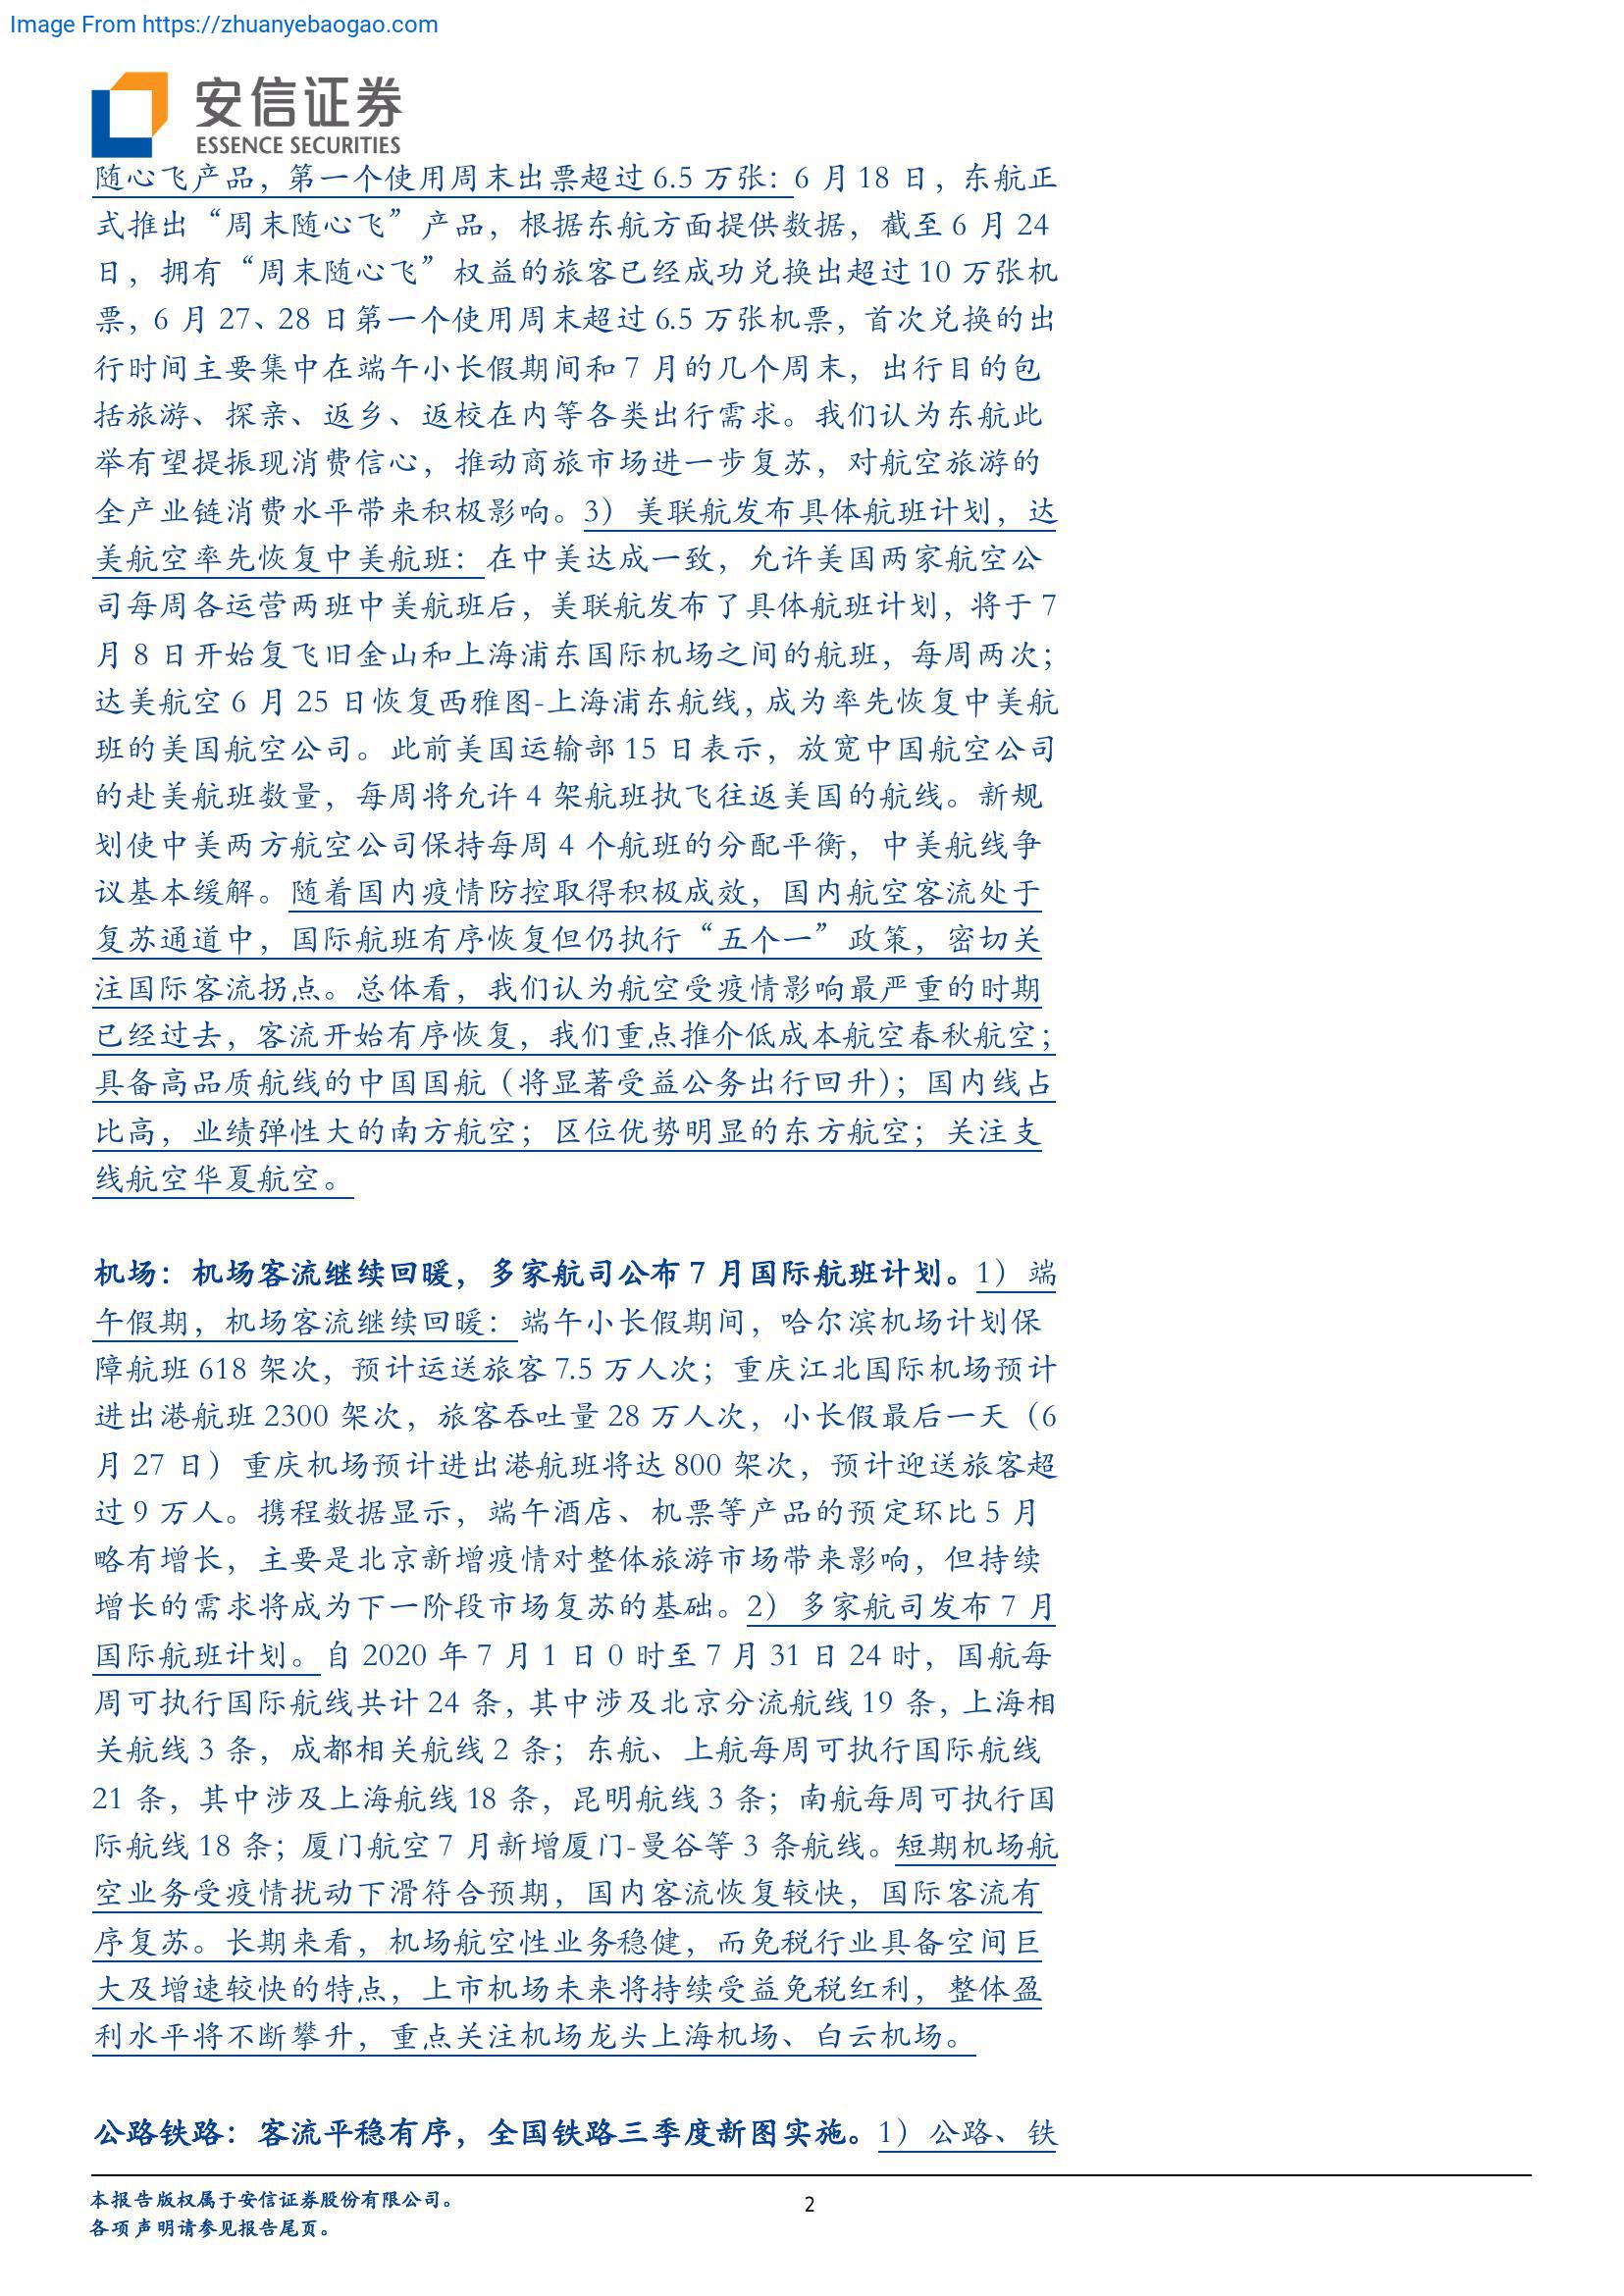 Image From https://zhuanyebaogao.com
安信证券
ESSENCE SECURITIES
随心飞产品，第一个使用周末出票超过 6.5 万张：6 月 18 日，东航正
式推出“周末随心飞”产品，根据东航方面提供数据，截至 6 月 24
日，拥有“周末随心飞”权益的旅客已经成功兑换出超过 10 万张机
票，6 月 27、28 日第一个使用周末超过 6.5 万张机票，首次兑换的出
行时间主要集中在端午小长假期间和 7 月的几个周末，出行目的包
括旅游、探亲、返乡、返校在内等各类出行需求。我们认为东航此
举有望提振现消费信心，推动商旅市场进一步复苏，对航空旅游的
全产业链消费水平带来积极影响。3）美联航发布具体航班计划，达
美航空率先恢复中美航班：在中美达成一致，允许美国两家航空公
司每周各运营两班中美航班后，美联航发布了具体航班计划，将于 7
月 8 日开始复飞旧金山和上海浦东国际机场之间的航班，每周两次；
达美航空 6 月 25 日恢复西雅图-上海浦东航线，成为率先恢复中美航
班的美国航空公司。此前美国运输部 15 日表示，放宽中国航空公司
的赴美航班数量，每周将允许 4 架航班执飞往返美国的航线。新规
划使中美两方航空公司保持每周 4 个航班的分配平衡，中美航线争
议基本缓解。随着国内疫情防控取得积极成效，国内航空客流处于
复苏通道中，国际航班有序恢复但仍执行“五个一”政策，密切关
注国际客流拐点。总体看，我们认为航空受疫情影响最严重的时期
已经过去，客流开始有序恢复，我们重点推介低成本航空春秋航空；
具备高品质航线的中国国航（将显著受益公务出行回升）；国内线占
比高，业绩弹性大的南方航空；区位优势明显的东方航空；关注支
线航空华夏航空。
机场：机场客流继续回暖，多家航司公布 7 月国际航班计划。1）端
午假期，机场客流继续回暖：端午小长假期间，哈尔滨机场计划保
障航班 618 架次，预计运送旅客 7.5 万人次；重庆江北国际机场预计
进出港航班 2300 架次，旅客吞吐量 28 万人次，小长假最后一天（6
月 27 日）重庆机场预计进出港航班将达 800 架次，预计迎送旅客超
过 9 万人。携程数据显示，端午酒店、机票等产品的预定环比 5 月
略有增长，主要是北京新增疫情对整体旅游市场带来影响，但持续
增长的需求将成为下一阶段市场复苏的基础。2）多家航司发布 7 月
国际航班计划。自 2020 年 7 月 1 日 0 时至 7 月 31 日 24 时，国航每
周可执行国际航线共计 24 条，其中涉及北京分流航线 19 条，上海相
关航线 3 条，成都相关航线 2 条；东航、上航每周可执行国际航线
21 条，其中涉及上海航线 18 条，昆明航线 3 条；南航每周可执行国
际航线 18 条；厦门航空 7 月新增厦门-曼谷等 3 条航线。短期机场航
空业务受疫情扰动下滑符合预期，国内客流恢复较快，国际客流有
序复苏。长期来看，机场航空性业务稳健，而免税行业具备空间巨
大及增速较快的特点，上市机场未来将持续受益免税红利，整体盈
利水平将不断攀升，重点关注机场龙头上海机场、白云机场。
公路铁路：客流平稳有序，全国铁路三季度新图实施。1）公路、铁
本报告版权属于安信证券股份有限公司。
各项声明请参见报告尾页。
2